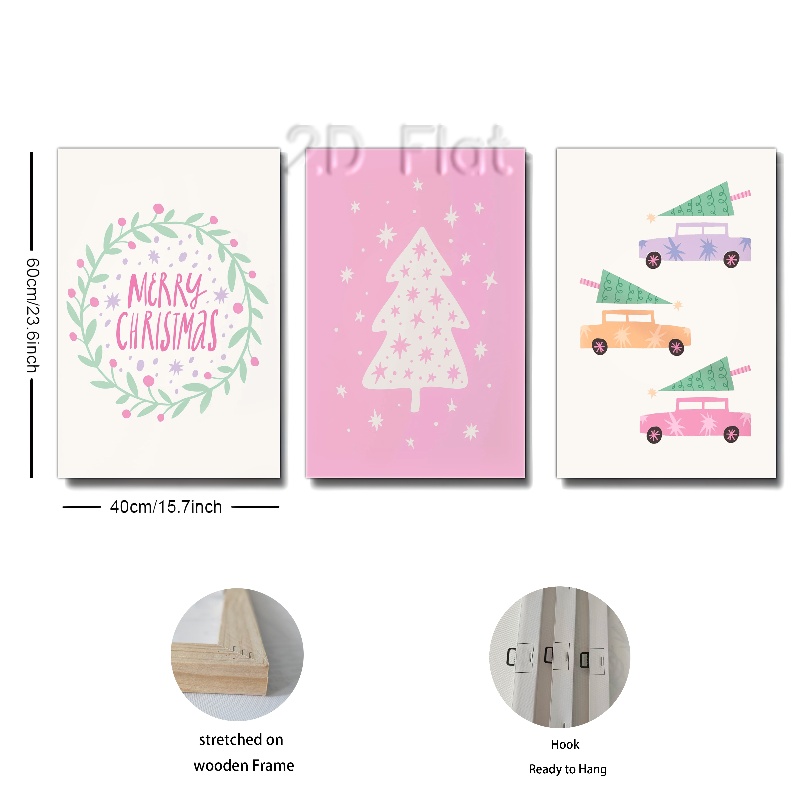 2D Flat
60cm/23.6inch
MERRY
CHRISTMAS
40cm/15.7inch
stretched on
wooden Frame
Hook
Ready to Hang